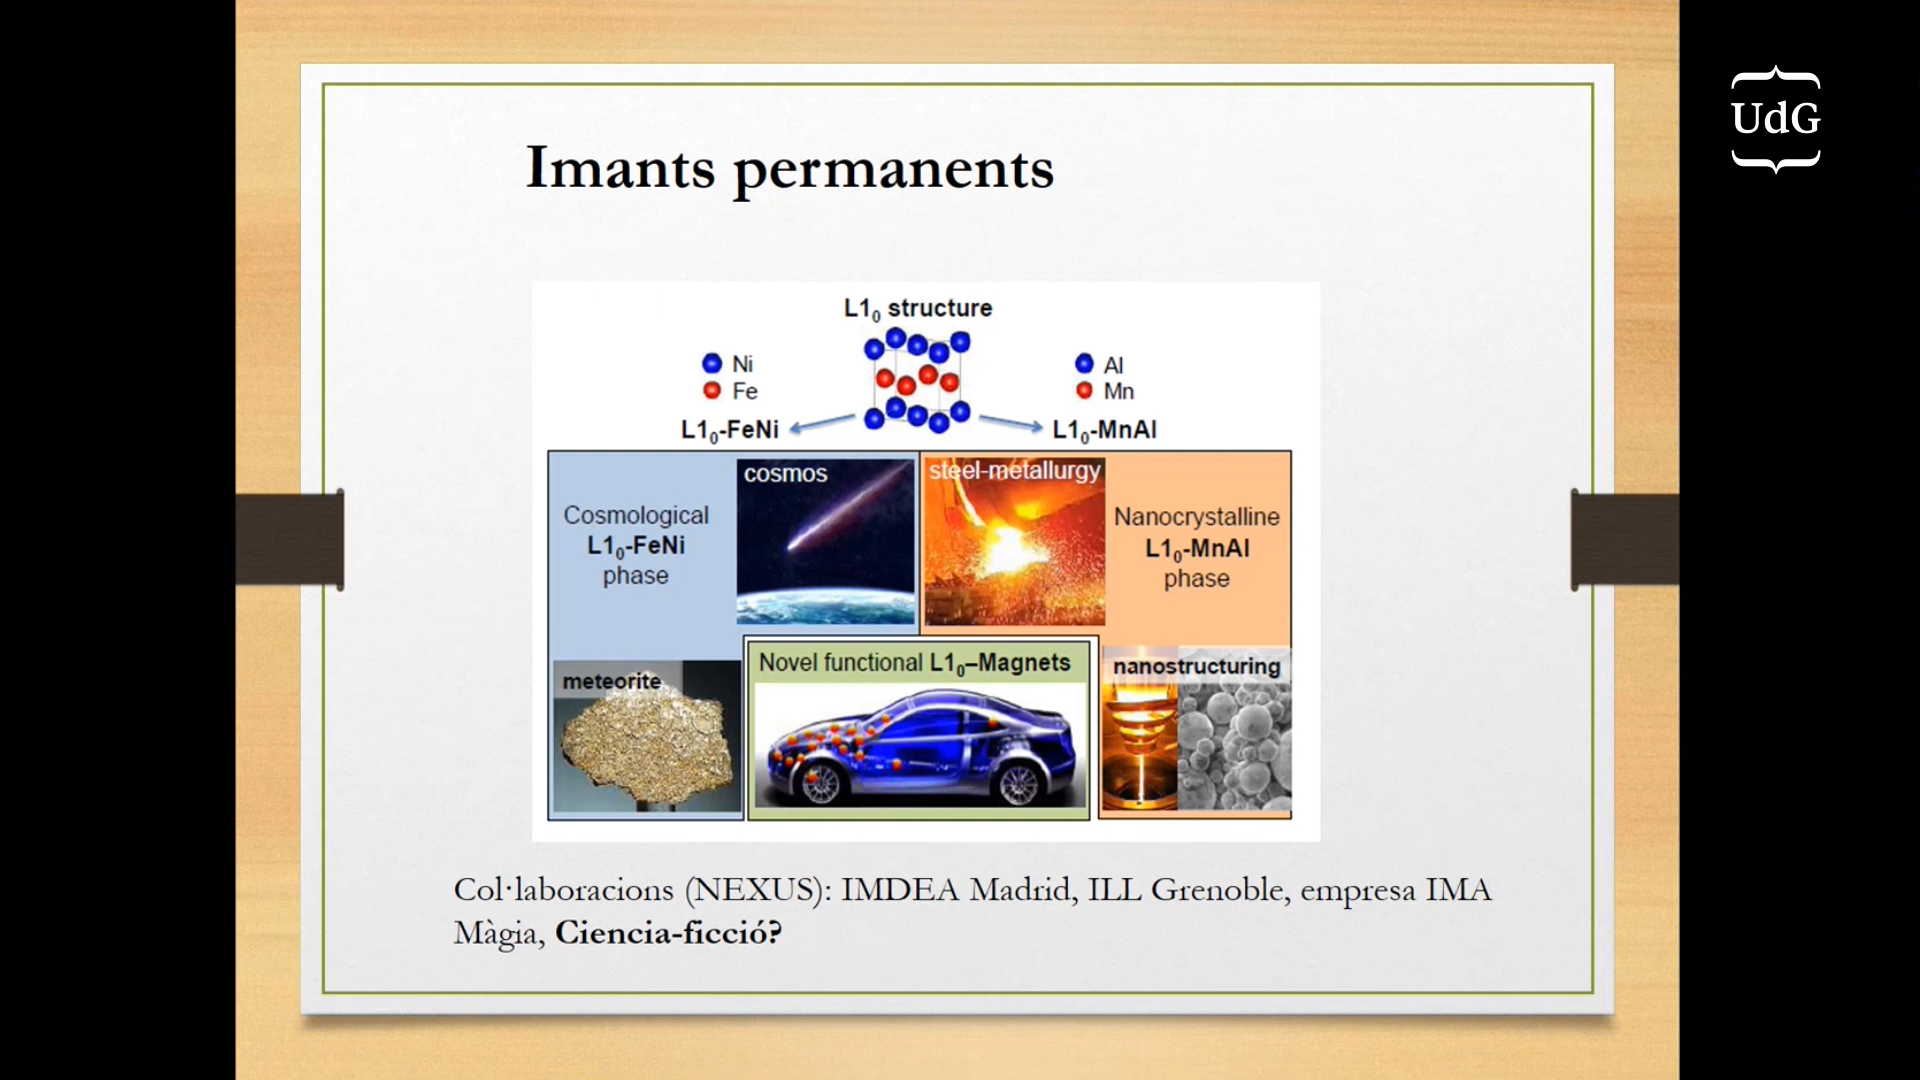 UdG
Imants permanents
L1₀ structure
Ni
Fe
Al
Mn
L1₀-FeNi
L1₀-MnAl
Cosmological
L1₀-FeNi
phase
cosmos
steel-metallurgy
Nanocrystalline
L1₀-MnAl
phase
meteorite
Novel functional L1₀–Magnets
nanostructuring
Col·laboracions (NEXUS): IMDEA Madrid, ILL Grenoble, empresa IMA
Màgia, Ciencia-ficció?